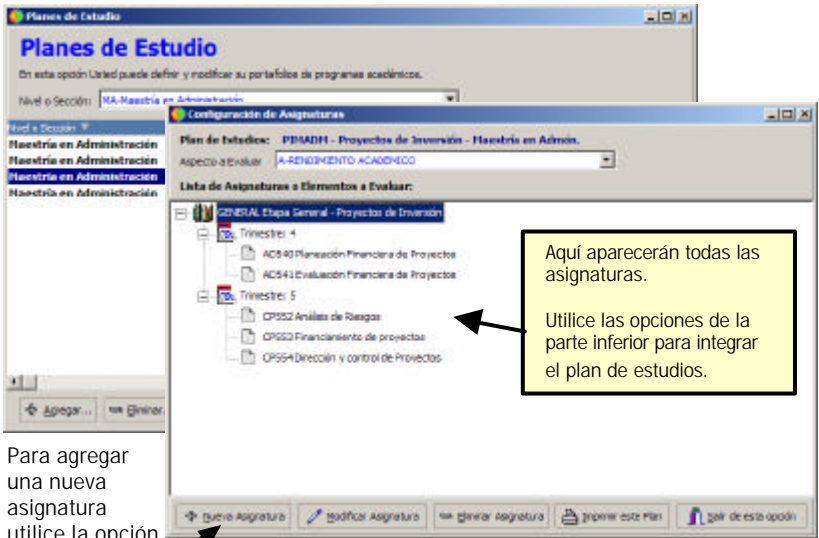 Planes de Estudio
Planes de Estudio
En esta opción Usted puede definir y modificar su portafolios de programas académicos.
Nivel o Sección: MA-Maestría en Administración
Nivel o Sección
Maestría en Administración
Maestría en Administración
Maestría en Administración
Maestría en Administración
Agregar... Eliminar
Configuración de Asignaturas
Plan de Estudios: PIMADM - Proyectos de Inversión - Maestría en Admón.
Aspecto a Evaluar A-RENDIMIENTO ACADEMICO
Lista de Asignaturas o Elementos a Evaluar:
GENERAL Etapa General - Proyectos de Inversión
Trimestre: 4
AD540 Planeación Financiera de Proyectos
AD541 Evaluación Financiera de Proyectos
Trimestre: 5
CP552 Análisis de Riesgos
CP553 Financiamiento de proyectos
CP554 Dirección y control de Proyectos
Aquí aparecerán todas las
asignaturas.
Utilice las opciones de la
parte inferior para integrar
el plan de estudios.
Nueva Asignatura Modificar Asignatura Eliminar Asignatura Imprimir este Plan Salir de esta opción
Para agregar
una nueva
asignatura
utilice la opción